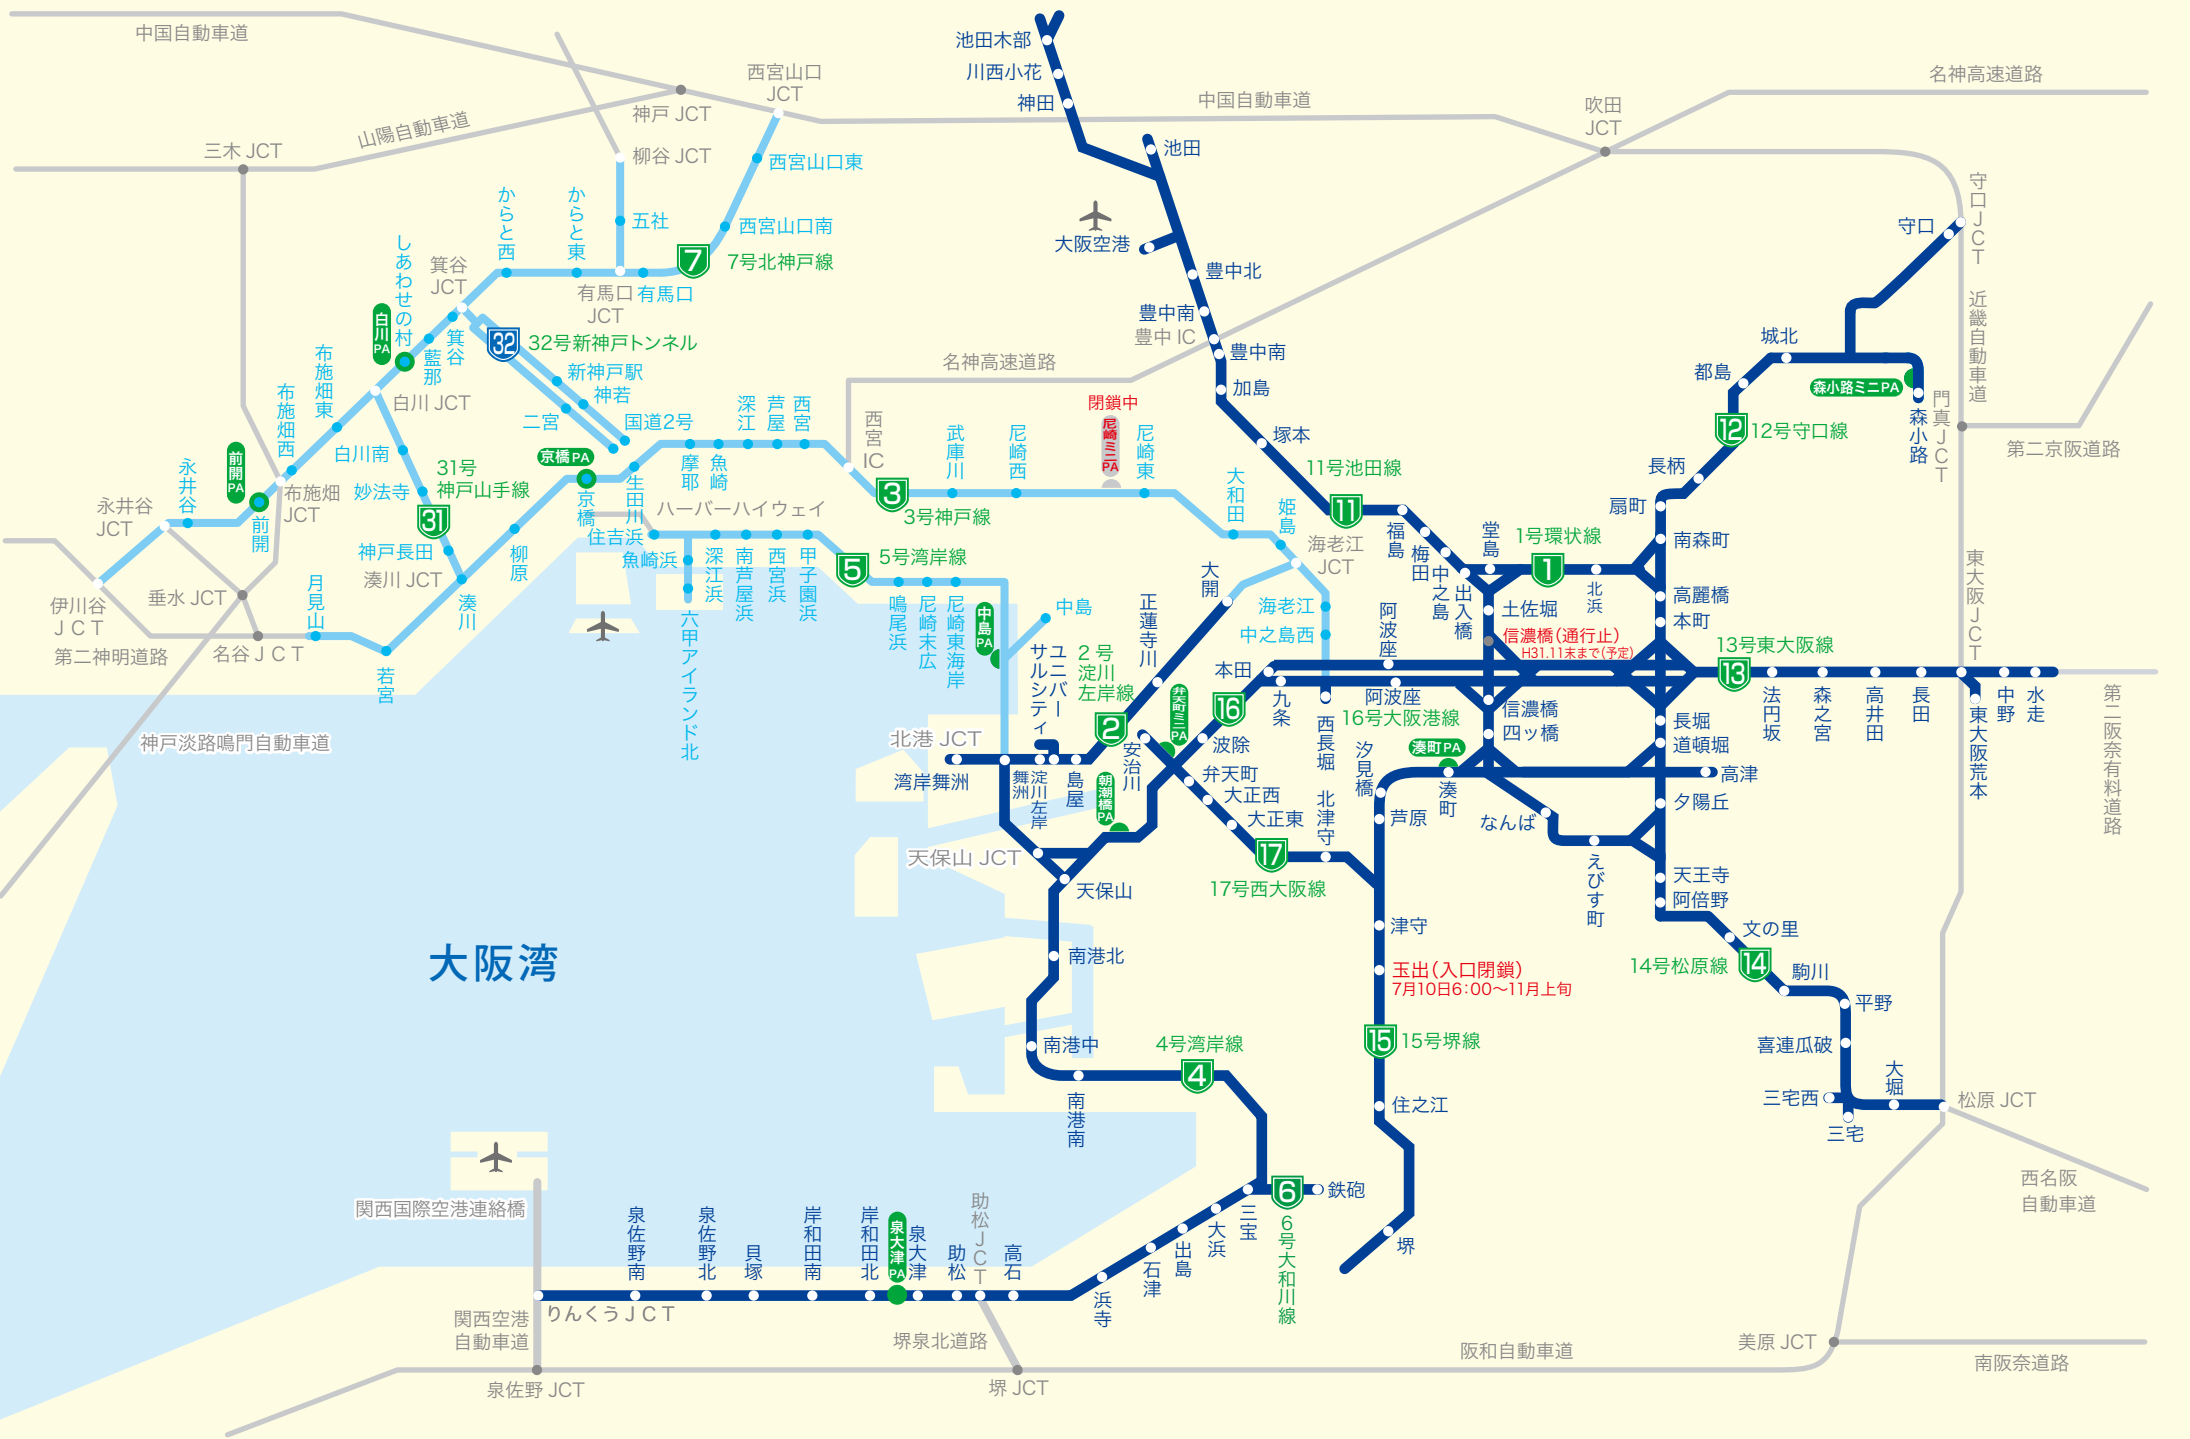 中国自動車道
山陽自動車道
三木 JCT
神戸 JCT
西宮山口
JCT
柳谷 JCT
西宮山口東
五社
西宮山口南
7
7号北神戸線
からと西
からと東
有馬口
JCT
有馬口
箕谷
JCT
しあわせの村
白川PA
箕谷
藍那
32
32号新神戸トンネル
新神戸駅
神若
二宮
国道2号
白川 JCT
布施畑東
布施畑西
前開PA
前開
布施畑
JCT
永井谷
永井谷
JCT
伊川谷
JCT
第二神明道路
垂水 JCT
名谷 JCT
月見山
若宮
湊川
湊川 JCT
神戸長田
31
31号
神戸山手線
妙法寺
白川南
柳原
京橋PA
京橋
生田川
摩耶
魚崎
深江
芦屋
西宮
西宮
IC
ハーバーハイウェイ
住吉浜
魚崎浜
深江浜
南芦屋浜
西宮浜
甲子園浜
六甲アイランド北
5
5号湾岸線
鳴尾浜
尼崎末広
尼崎東海岸
中島PA
中島
3
3号神戸線
武庫川
尼崎西
閉鎖中
尼崎ミニPA
尼崎東
大和田
姫島
海老江
JCT
海老江
中之島西
西長堀
池田木部
川西小花
神田
池田
大阪空港
豊中北
豊中南
豊中 IC
豊中南
加島
塚本
11号池田線
11
福島
梅田
中之島
出入橋
堂島
中国自動車道
名神高速道路
吹田
JCT
名神高速道路
守口JCT
守口
近畿自動車道
城北
都島
森小路ミニPA
森小路
門真JCT
第二京阪道路
12
12号守口線
長柄
扇町
南森町
1号環状線
1
北浜
高麗橋
本町
土佐堀
信濃橋(通行止)
H31.11末まで(予定)
信濃橋
四ッ橋
13号東大阪線
13
法円坂
森之宮
高井田
長田
東大阪JCT
東大阪荒本
中野
水走
第二阪奈有料道路
阿波座
阿波座
本田
九条
16
16号大阪港線
波除
弁天町ミニPA
弁天町
大正西
大正東
安治川
大開
正蓮寺川
2号
淀川
左岸線
2
ユニバーサルシティ
北港 JCT
湾岸舞洲
舞洲
淀川左岸
島屋
朝潮橋PA
天保山 JCT
天保山
南港北
南港中
南港南
4号湾岸線
4
17
17号西大阪線
北津守
汐見橋
芦原
湊町PA
湊町
長堀
道頓堀
高津
夕陽丘
なんば
えびす町
天王寺
阿倍野
文の里
14号松原線
14
駒川
平野
喜連瓜破
三宅西
三宅
大堀
松原 JCT
西名阪
自動車道
津守
玉出(入口閉鎖)
7月10日6:00〜11月上旬
15
15号堺線
住之江
堺
6
6号大和川線
鉄砲
三宝
大浜
出島
石津
浜寺
高石
助松JCT
助松
泉大津
泉大津PA
岸和田北
岸和田南
貝塚
泉佐野北
泉佐野南
りんくうJCT
関西国際空港連絡橋
関西空港
自動車道
泉佐野 JCT
堺泉北道路
堺 JCT
阪和自動車道
美原 JCT
南阪奈道路
神戸淡路鳴門自動車道
大阪湾